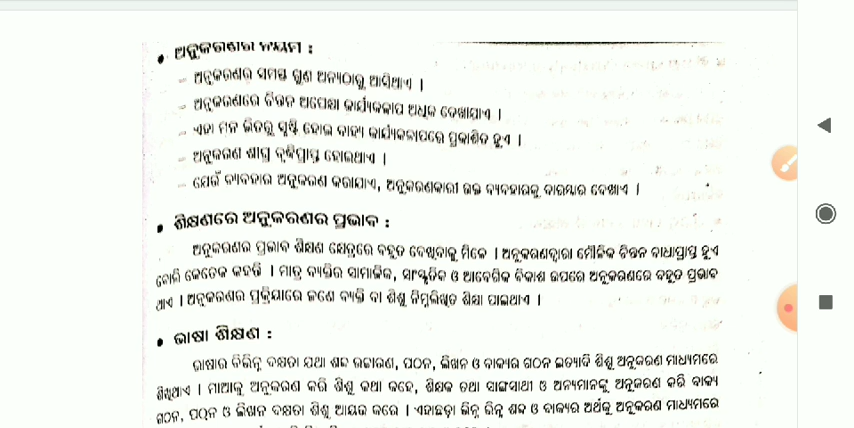 • ଅନୁକରଣର ନିୟମ :
– ଅନୁକରଣର ସମସ୍ତ ଗୁଣ ଅନ୍ୟଠାରୁ ଆସିଥାଏ ।
– ଅନୁକରଣରେ ଚିନ୍ତନ ଅପେକ୍ଷା କାର୍ଯ୍ୟକଳାପ ଅଧିକ ଦେଖାଯାଏ ।
– ଏହା ମନ ଭିତରୁ ସୃଷ୍ଟି ହୋଇ ବାହ୍ୟ କାର୍ଯ୍ୟକଳାପରେ ପ୍ରକାଶିତ ହୁଏ ।
– ଅନୁକରଣ ଶୀଘ୍ର ବୃଦ୍ଧିପ୍ରାପ୍ତ ହୋଇଥାଏ ।
– ଯେଉଁ ବ୍ୟବହାର ଅନୁକରଣ କରାଯାଏ, ଅନୁକରଣକାରୀ ଉକ୍ତ ବ୍ୟବହାରକୁ ବାରମ୍ବାର ଦେଖାଏ ।
• ଶିକ୍ଷଣରେ ଅନୁକରଣର ପ୍ରଭାବ :
ଅନୁକରଣର ପ୍ରଭାବ ଶିକ୍ଷଣ କ୍ଷେତ୍ରରେ ବହୁତ ଦେଖିବାକୁ ମିଳେ । ଅନୁକରଣଦ୍ୱାରା ମୌଳିକ ଚିନ୍ତନ ବାଧାପ୍ରାପ୍ତ ହୁଏ
ବୋଲି କେତେକ କହନ୍ତି । ମାତ୍ର ବ୍ୟକ୍ତିର ସାମାଜିକ, ସାଂସ୍କୃତିକ ଓ ଆବେଗିକ ବିକାଶ ଉପରେ ଅନୁକରଣରେ ବହୁତ ପ୍ରଭାବ
ଥାଏ । ଅନୁକରଣର ପ୍ରକ୍ରିୟାରେ ଜଣେ ବ୍ୟକ୍ତି ବା ଶିଶୁ ନିମ୍ନଲିଖିତ ଶିକ୍ଷା ପାଇଥାଏ ।
• ଭାଷା ଶିକ୍ଷଣ :
ଭାଷାର ବିଭିନ୍ନ ଦକ୍ଷତା ଯଥା ଶବ୍ଦ ଉଚ୍ଚାରଣ, ପଠନ, ଲିଖନ ଓ ବାକ୍ୟର ଗଠନ ଇତ୍ୟାଦି ଶିଶୁ ଅନୁକରଣ ମାଧ୍ୟମରେ
ଶିଖିଥାଏ । ମାଆକୁ ଅନୁକରଣ କରି ଶିଶୁ କଥା କହେ, ଶିକ୍ଷକ ତଥା ସାଙ୍ଗସାଥୀ ଓ ଅନ୍ୟମାନଙ୍କୁ ଅନୁକରଣ କରି ବାକ୍ୟ
ଗଠନ, ପଠନ ଓ ଲିଖନ ଦକ୍ଷତା ଶିଶୁ ଆୟତ୍ତ କରେ । ଏହାଛଡ଼ା ଭିନ୍ନ ଭିନ୍ନ ଶବ୍ଦ ଓ ବାକ୍ୟର ଅର୍ଥକୁ ଅନୁକରଣ ମାଧ୍ୟମରେ